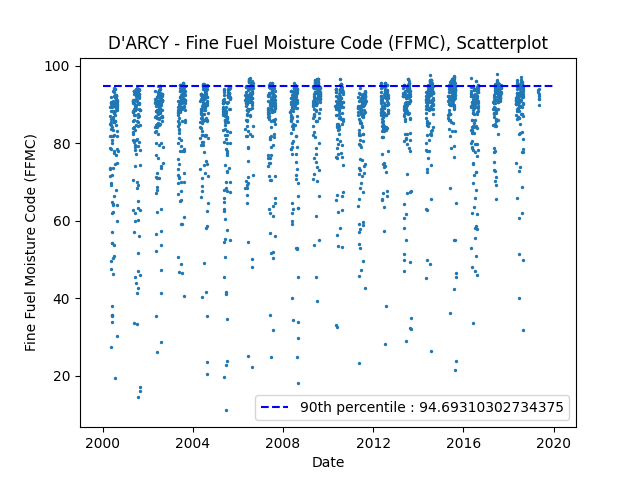 D'ARCY - Fine Fuel Moisture Code (FFMC), Scatterplot
Fine Fuel Moisture Code (FFMC)
100
80
60
40
20
90th percentile : 94.69310302734375
2000
2004
2008
2012
2016
2020
Date